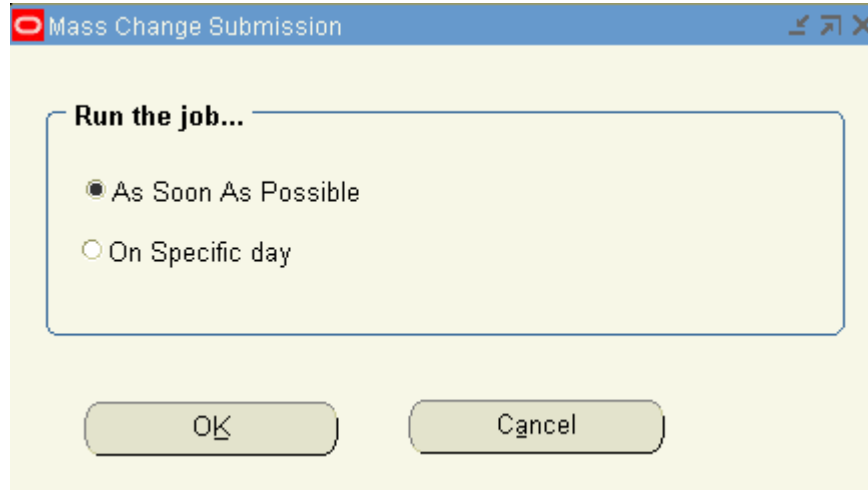 Mass Change Submission
Run the job...
As Soon As Possible
On Specific day
OK
Cancel